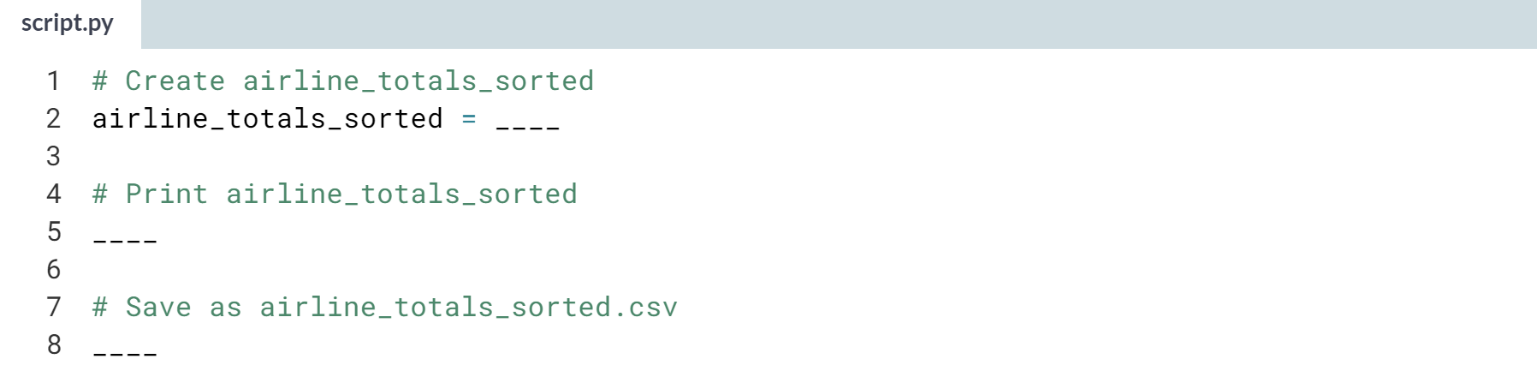 script.py
1 # Create airline_totals_sorted
2 airline_totals_sorted = ____
3
4 # Print airline_totals_sorted
5 ____
6
7 # Save as airline_totals_sorted.csv
8 ____